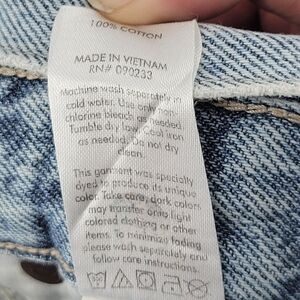 100% COTTON
MADE IN VIETNAM
RN# 090233
Machine wash separately in
cold water. Use only non-
chlorine bleach as needed.
Tumble dry low. Cool iron
as needed. Do not dry
clean.
This garment was specially
dyed to produce its unique
color. Take care, dark colors
may transfer onto light
colored clothing or other
items. To minimize fading
please wash separately and
follow care instructions.